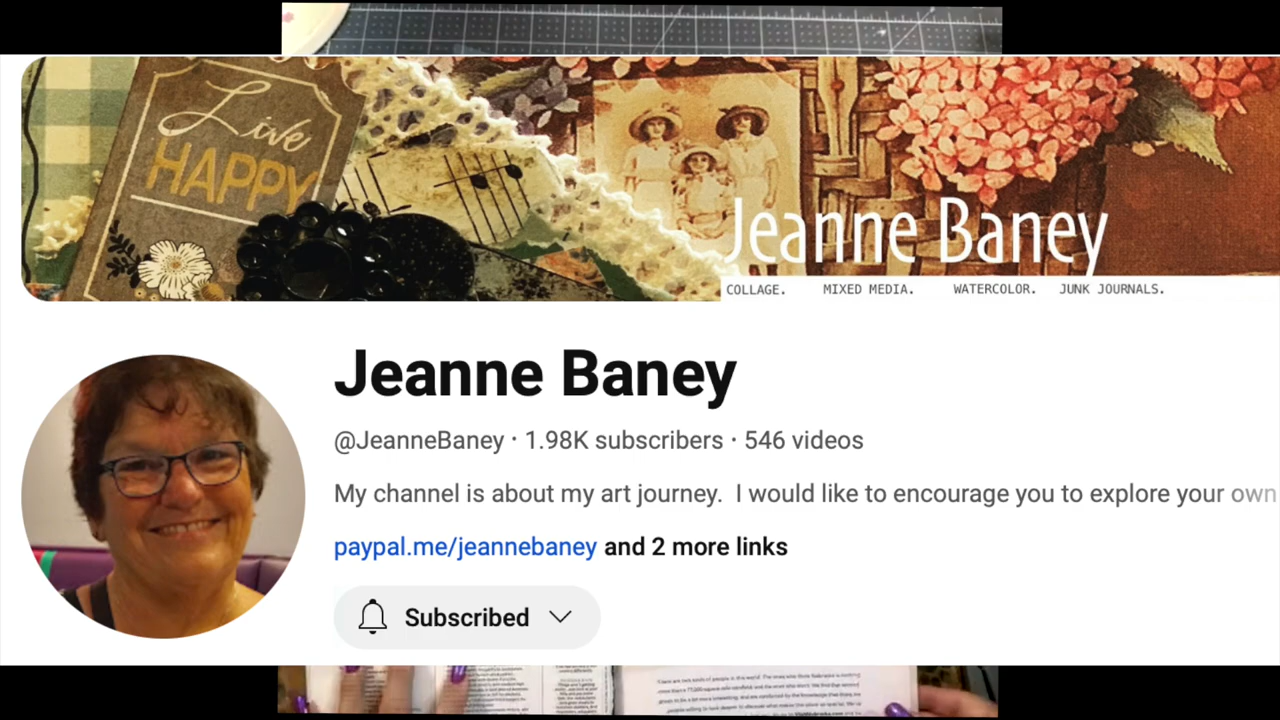 Live
HAPPY
Jeanne Baney
COLLAGE. MIXED MEDIA. WATERCOLOR. JUNK JOURNALS.
Jeanne Baney
@JeanneBaney · 1.98K subscribers · 546 videos
My channel is about my art journey. I would like to encourage you to explore your own
paypal.me/jeannebaney and 2 more links
Subscribed